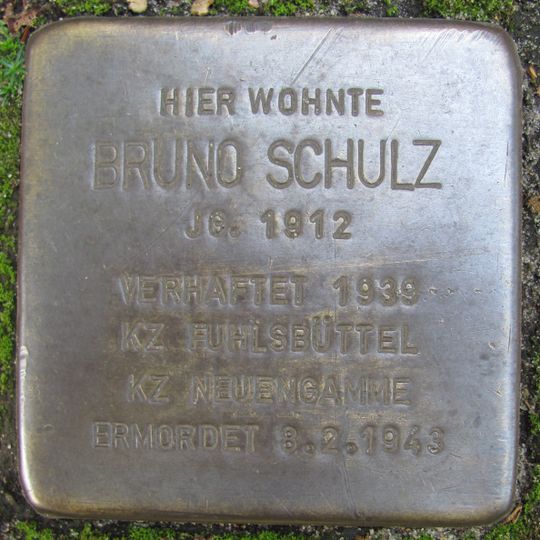 HIER WOHNTE
BRUNO SCHULZ
JG. 1912
VERHAFTET 1939
KZ FUHLSBÜTTEL
KZ NEUENGAMME
ERMORDET 8.2.1943